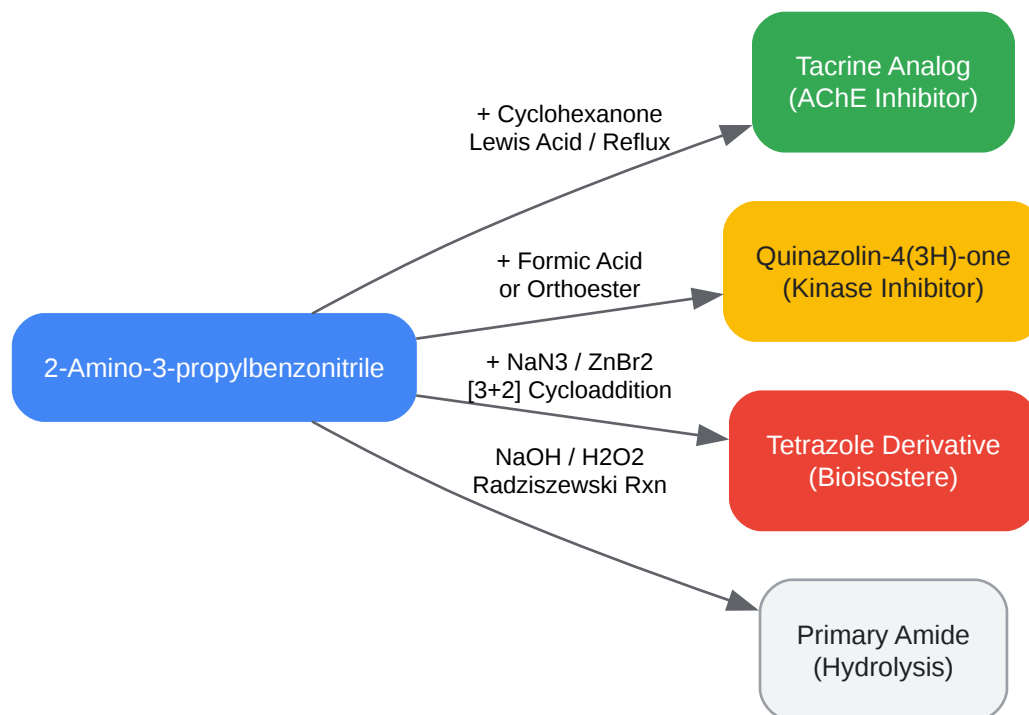 Tacrine Analog
(AChE Inhibitor)
+ Cyclohexanone
Lewis Acid / Reflux
Quinazolin-4(3H)-one
(Kinase Inhibitor)
+ Formic Acid
or Orthoester
2-Amino-3-propylbenzonitrile
+ NaN3 / ZnBr2
[3+2] Cycloaddition
Tetrazole Derivative
(Bioisostere)
NaOH / H2O2
Radziszewski Rxn
Primary Amide
(Hydrolysis)